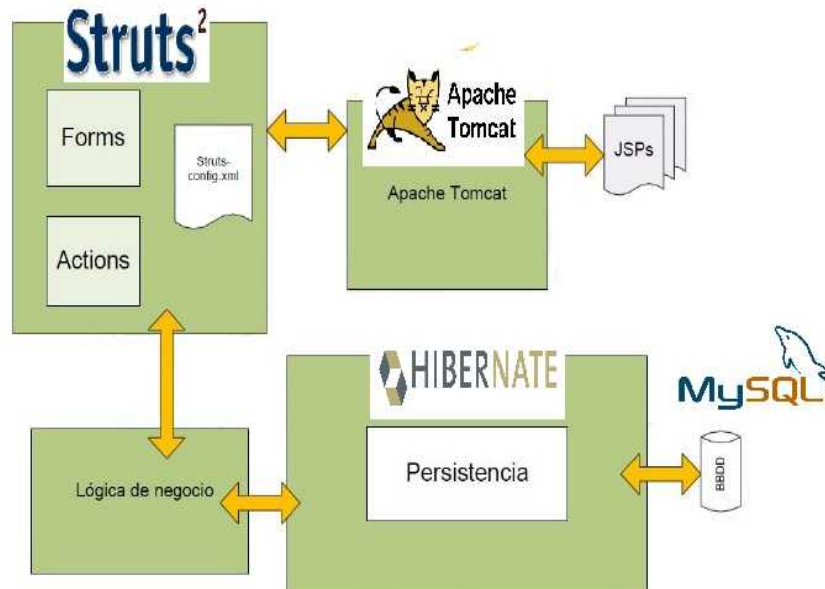 Struts²
Forms
Struts-
config.xml
Actions
Apache
Tomcat
Apache Tomcat
JSPs
HIBERNATE
Persistencia
MySQL
BBDD
Lógica de negocio